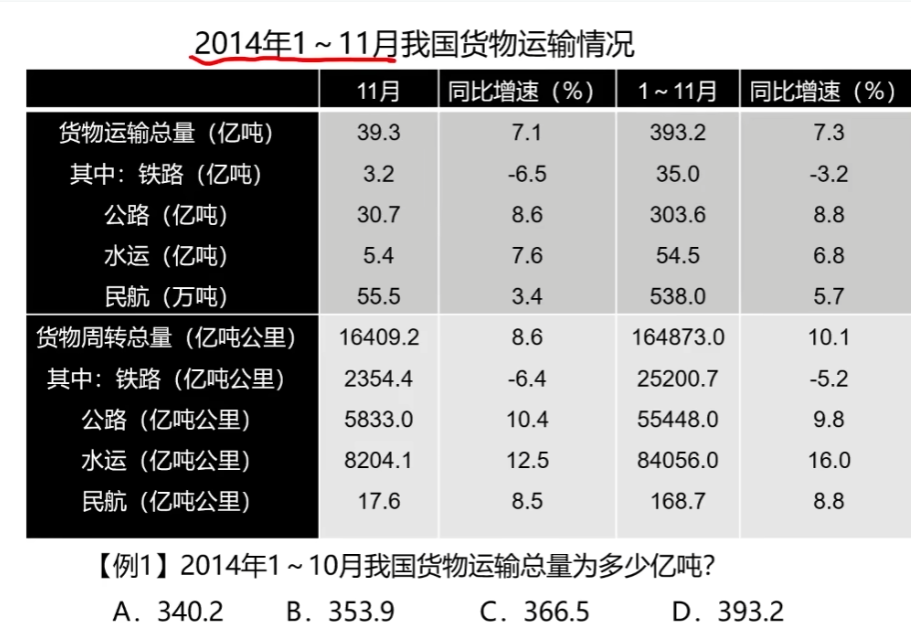 2014年1～11月我国货物运输情况
11月 同比增速（%） 1～11月 同比增速（%）
货物运输总量（亿吨） 39.3 7.1 393.2 7.3
其中：铁路（亿吨） 3.2 -6.5 35.0 -3.2
公路（亿吨） 30.7 8.6 303.6 8.8
水运（亿吨） 5.4 7.6 54.5 6.8
民航（万吨） 55.5 3.4 538.0 5.7
货物周转总量（亿吨公里） 16409.2 8.6 164873.0 10.1
其中：铁路（亿吨公里） 2354.4 -6.4 25200.7 -5.2
公路（亿吨公里） 5833.0 10.4 55448.0 9.8
水运（亿吨公里） 8204.1 12.5 84056.0 16.0
民航（亿吨公里） 17.6 8.5 168.7 8.8
【例1】2014年1～10月我国货物运输总量为多少亿吨？
A．340.2 B．353.9 C．366.5 D．393.2